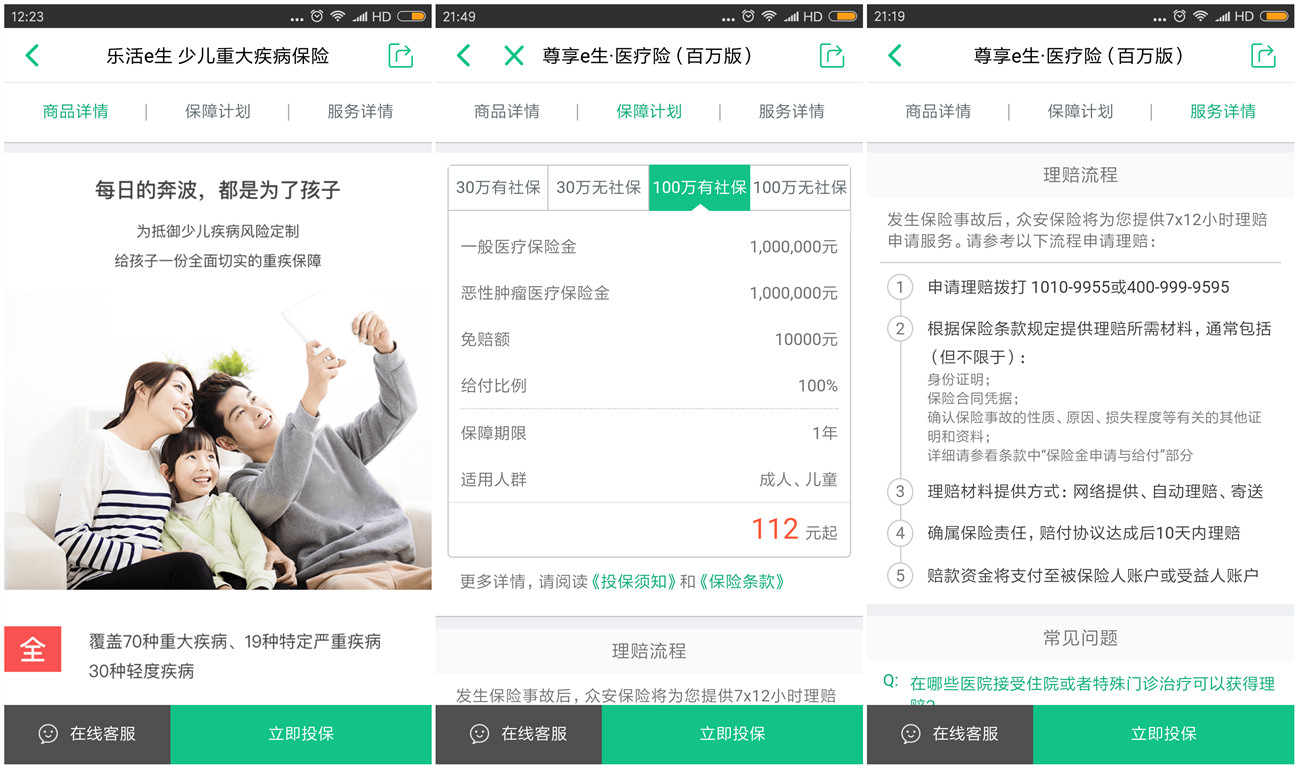 12:23
... HD
乐活e生 少儿重大疾病保险
商品详情 | 保障计划 | 服务详情
每日的奔波，都是为了孩子
为抵御少儿疾病风险定制
给孩子一份全面切实的重疾保障
全
覆盖70种重大疾病、19种特定严重疾病
30种轻度疾病
在线客服
立即投保
21:49
... HD
尊享e生·医疗险（百万版）
商品详情 | 保障计划 | 服务详情
30万有社保 30万无社保 100万有社保 100万无社保
一般医疗保险金 1,000,000元
恶性肿瘤医疗保险金 1,000,000元
免赔额 10000元
给付比例 100%
保障期限 1年
适用人群 成人、儿童
112 元起
更多详情，请阅读《投保须知》和《保险条款》
理赔流程
发生保险事故后，众安保险将为您提供7x12小时理赔
在线客服
立即投保
21:19
... HD
尊享e生·医疗险（百万版）
商品详情 | 保障计划 | 服务详情
理赔流程
发生保险事故后，众安保险将为您提供7x12小时理赔
申请服务。请参考以下流程申请理赔：
1 申请理赔拨打 1010-9955或400-999-9595
2 根据保险条款规定提供理赔所需材料，通常包括
（但不限于）：
身份证明；
保险合同凭据；
确认保险事故的性质、原因、损失程度等有关的其他证
明和资料；
详细请参看条款中“保险金申请与给付”部分
3 理赔材料提供方式：网络提供、自动理赔、寄送
4 确属保险责任，赔付协议达成后10天内理赔
5 赔款资金将支付至被保险人账户或受益人账户
常见问题
Q: 在哪些医院接受住院或者特殊门诊治疗可以获得理
赔?
在线客服
立即投保